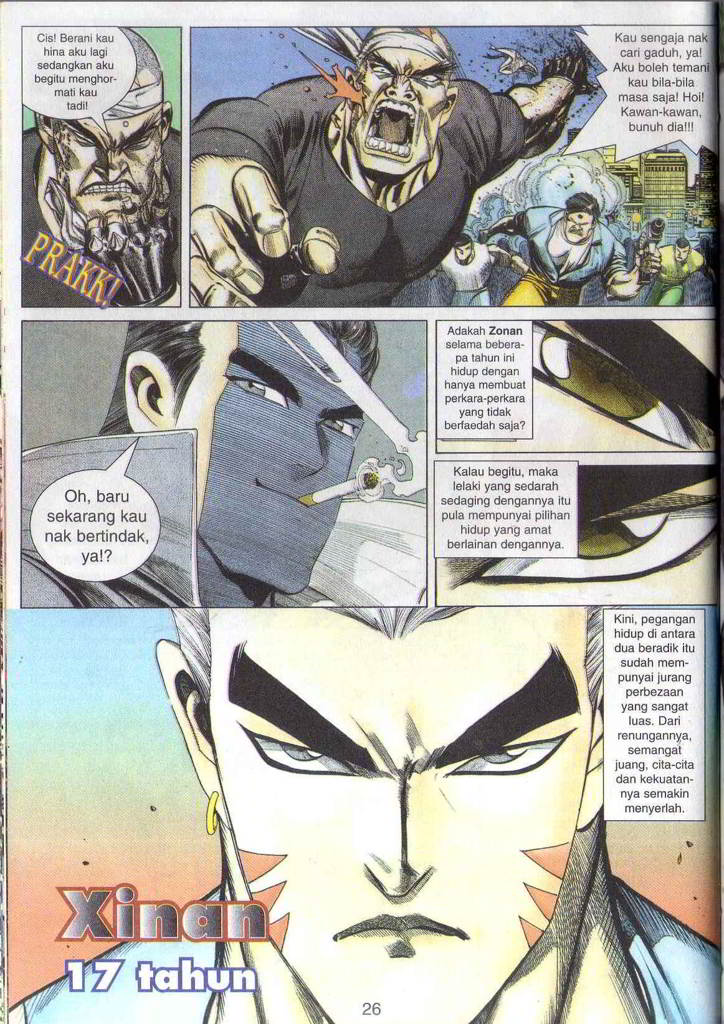 Cis! Berani kau
hina aku lagi
sedangkan aku
begitu menghor-
mati kau
tadi!
PRAKK!
Kau sengaja nak
cari gaduh, ya!
Aku boleh temani
kau bila-bila
masa saja! Hoi!
Kawan-kawan,
bunuh dia!!!
Oh, baru
sekarang kau
nak bertindak,
ya!?
Adakah Zonan
selama bebera-
pa tahun ini
hidup dengan
hanya membuat
perkara-perkara
yang tidak
berfaedah saja?
Kalau begitu, maka
lelaki yang sedarah
sedaging dengannya itu
pula mempunyai pilihan
hidup yang amat
berlainan dengannya.
Kini, pegangan
hidup di antara
dua beradik itu
sudah mem-
punyai jurang
perbezaan
yang sangat
luas. Dari
renungannya,
semangat
juang, cita-cita
dan kekuatan-
nya semakin
menyerlah.
Xinan
17 tahun
26